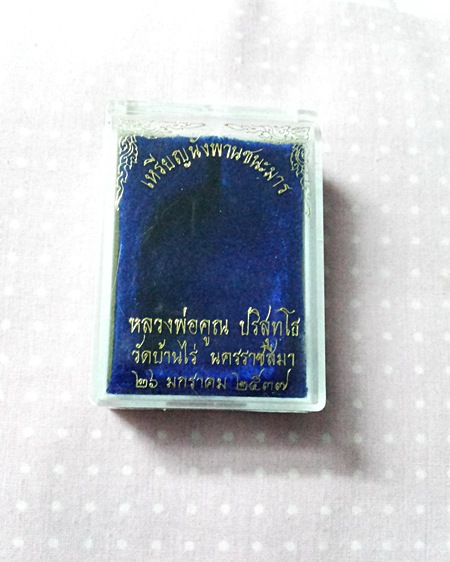 เหรียญนั่งพานชนะมาร
หลวงพ่อคูณ ปริสุทโธ
วัดบ้านไร่ นครราชสีมา
๒๖ มกราคม ๒๕๓๗